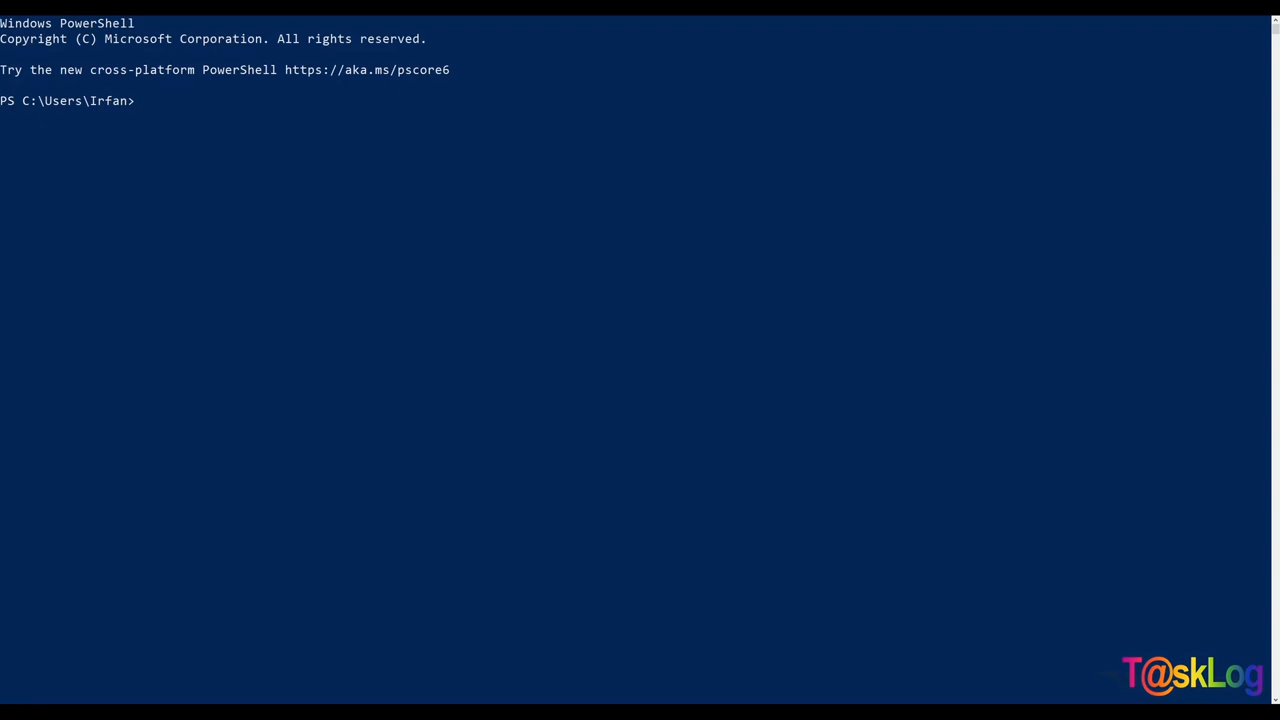 Windows PowerShell
Copyright (C) Microsoft Corporation. All rights reserved.
Try the new cross-platform PowerShell https://aka.ms/pscore6
PS C:\Users\Irfan>
T@skLog